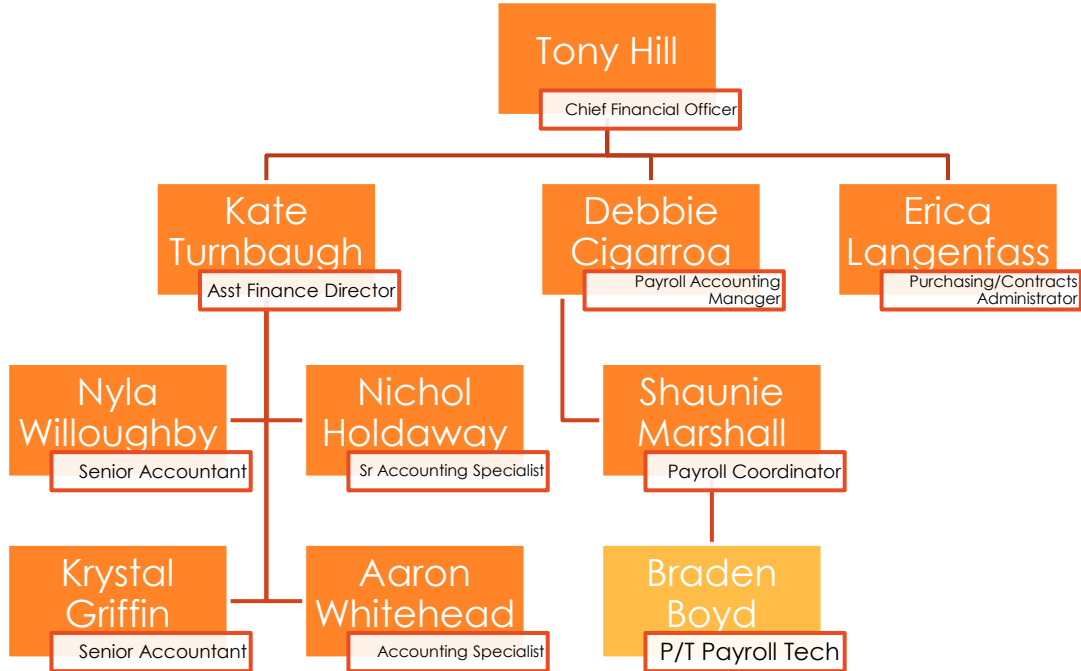 Tony Hill
Chief Financial Officer
Kate
Turnbaugh
Asst Finance Director
Debbie
Cigarroa
Payroll Accounting
Manager
Erica
Langenfass
Purchasing/Contracts
Administrator
Nyla
Willoughby
Senior Accountant
Nichol
Holdaway
Sr Accounting Specialist
Shaunie
Marshall
Payroll Coordinator
Krystal
Griffin
Senior Accountant
Aaron
Whitehead
Accounting Specialist
Braden
Boyd
P/T Payroll Tech